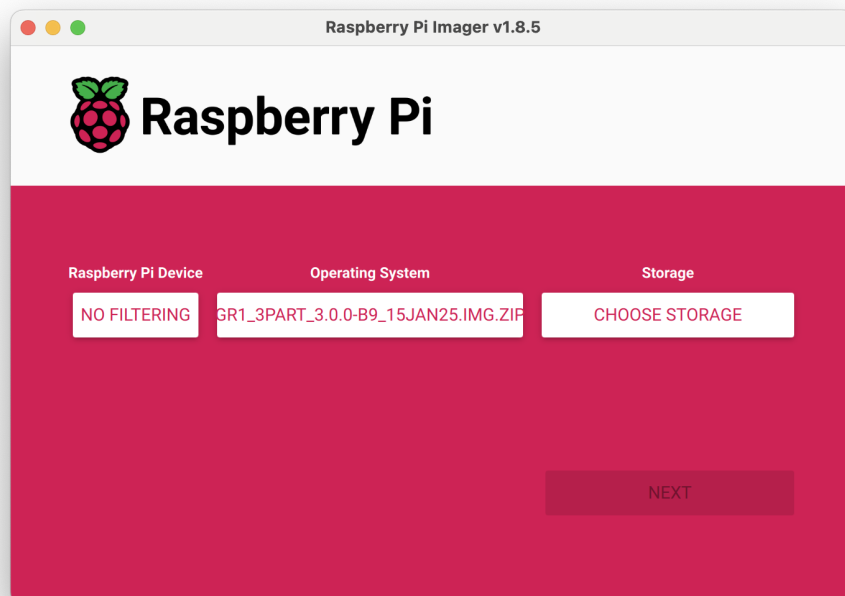 Raspberry Pi Imager v1.8.5
Raspberry Pi
Raspberry Pi Device
Operating System
Storage
NO FILTERING
GR1_3PART_3.0.0-B9_15JAN25.IMG.ZIP
CHOOSE STORAGE
NEXT